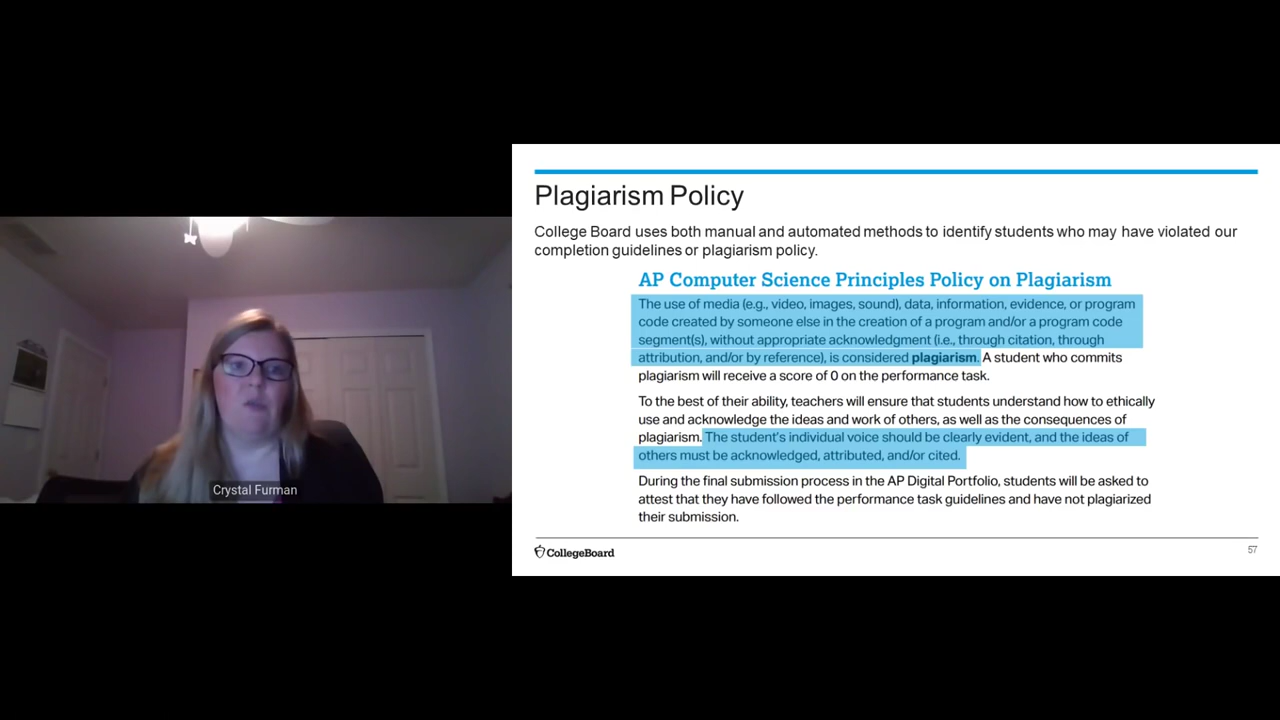 Crystal Furman
Plagiarism Policy
College Board uses both manual and automated methods to identify students who may have violated our
completion guidelines or plagiarism policy.
AP Computer Science Principles Policy on Plagiarism
The use of media (e.g., video, images, sound), data, information, evidence, or program
code created by someone else in the creation of a program and/or a program code
segment(s), without appropriate acknowledgment (i.e., through citation, through
attribution, and/or by reference), is considered plagiarism. A student who commits
plagiarism will receive a score of 0 on the performance task.
To the best of their ability, teachers will ensure that students understand how to ethically
use and acknowledge the ideas and work of others, as well as the consequences of
plagiarism. The student's individual voice should be clearly evident, and the ideas of
others must be acknowledged, attributed, and/or cited.
During the final submission process in the AP Digital Portfolio, students will be asked to
attest that they have followed the performance task guidelines and have not plagiarized
their submission.
CollegeBoard
57